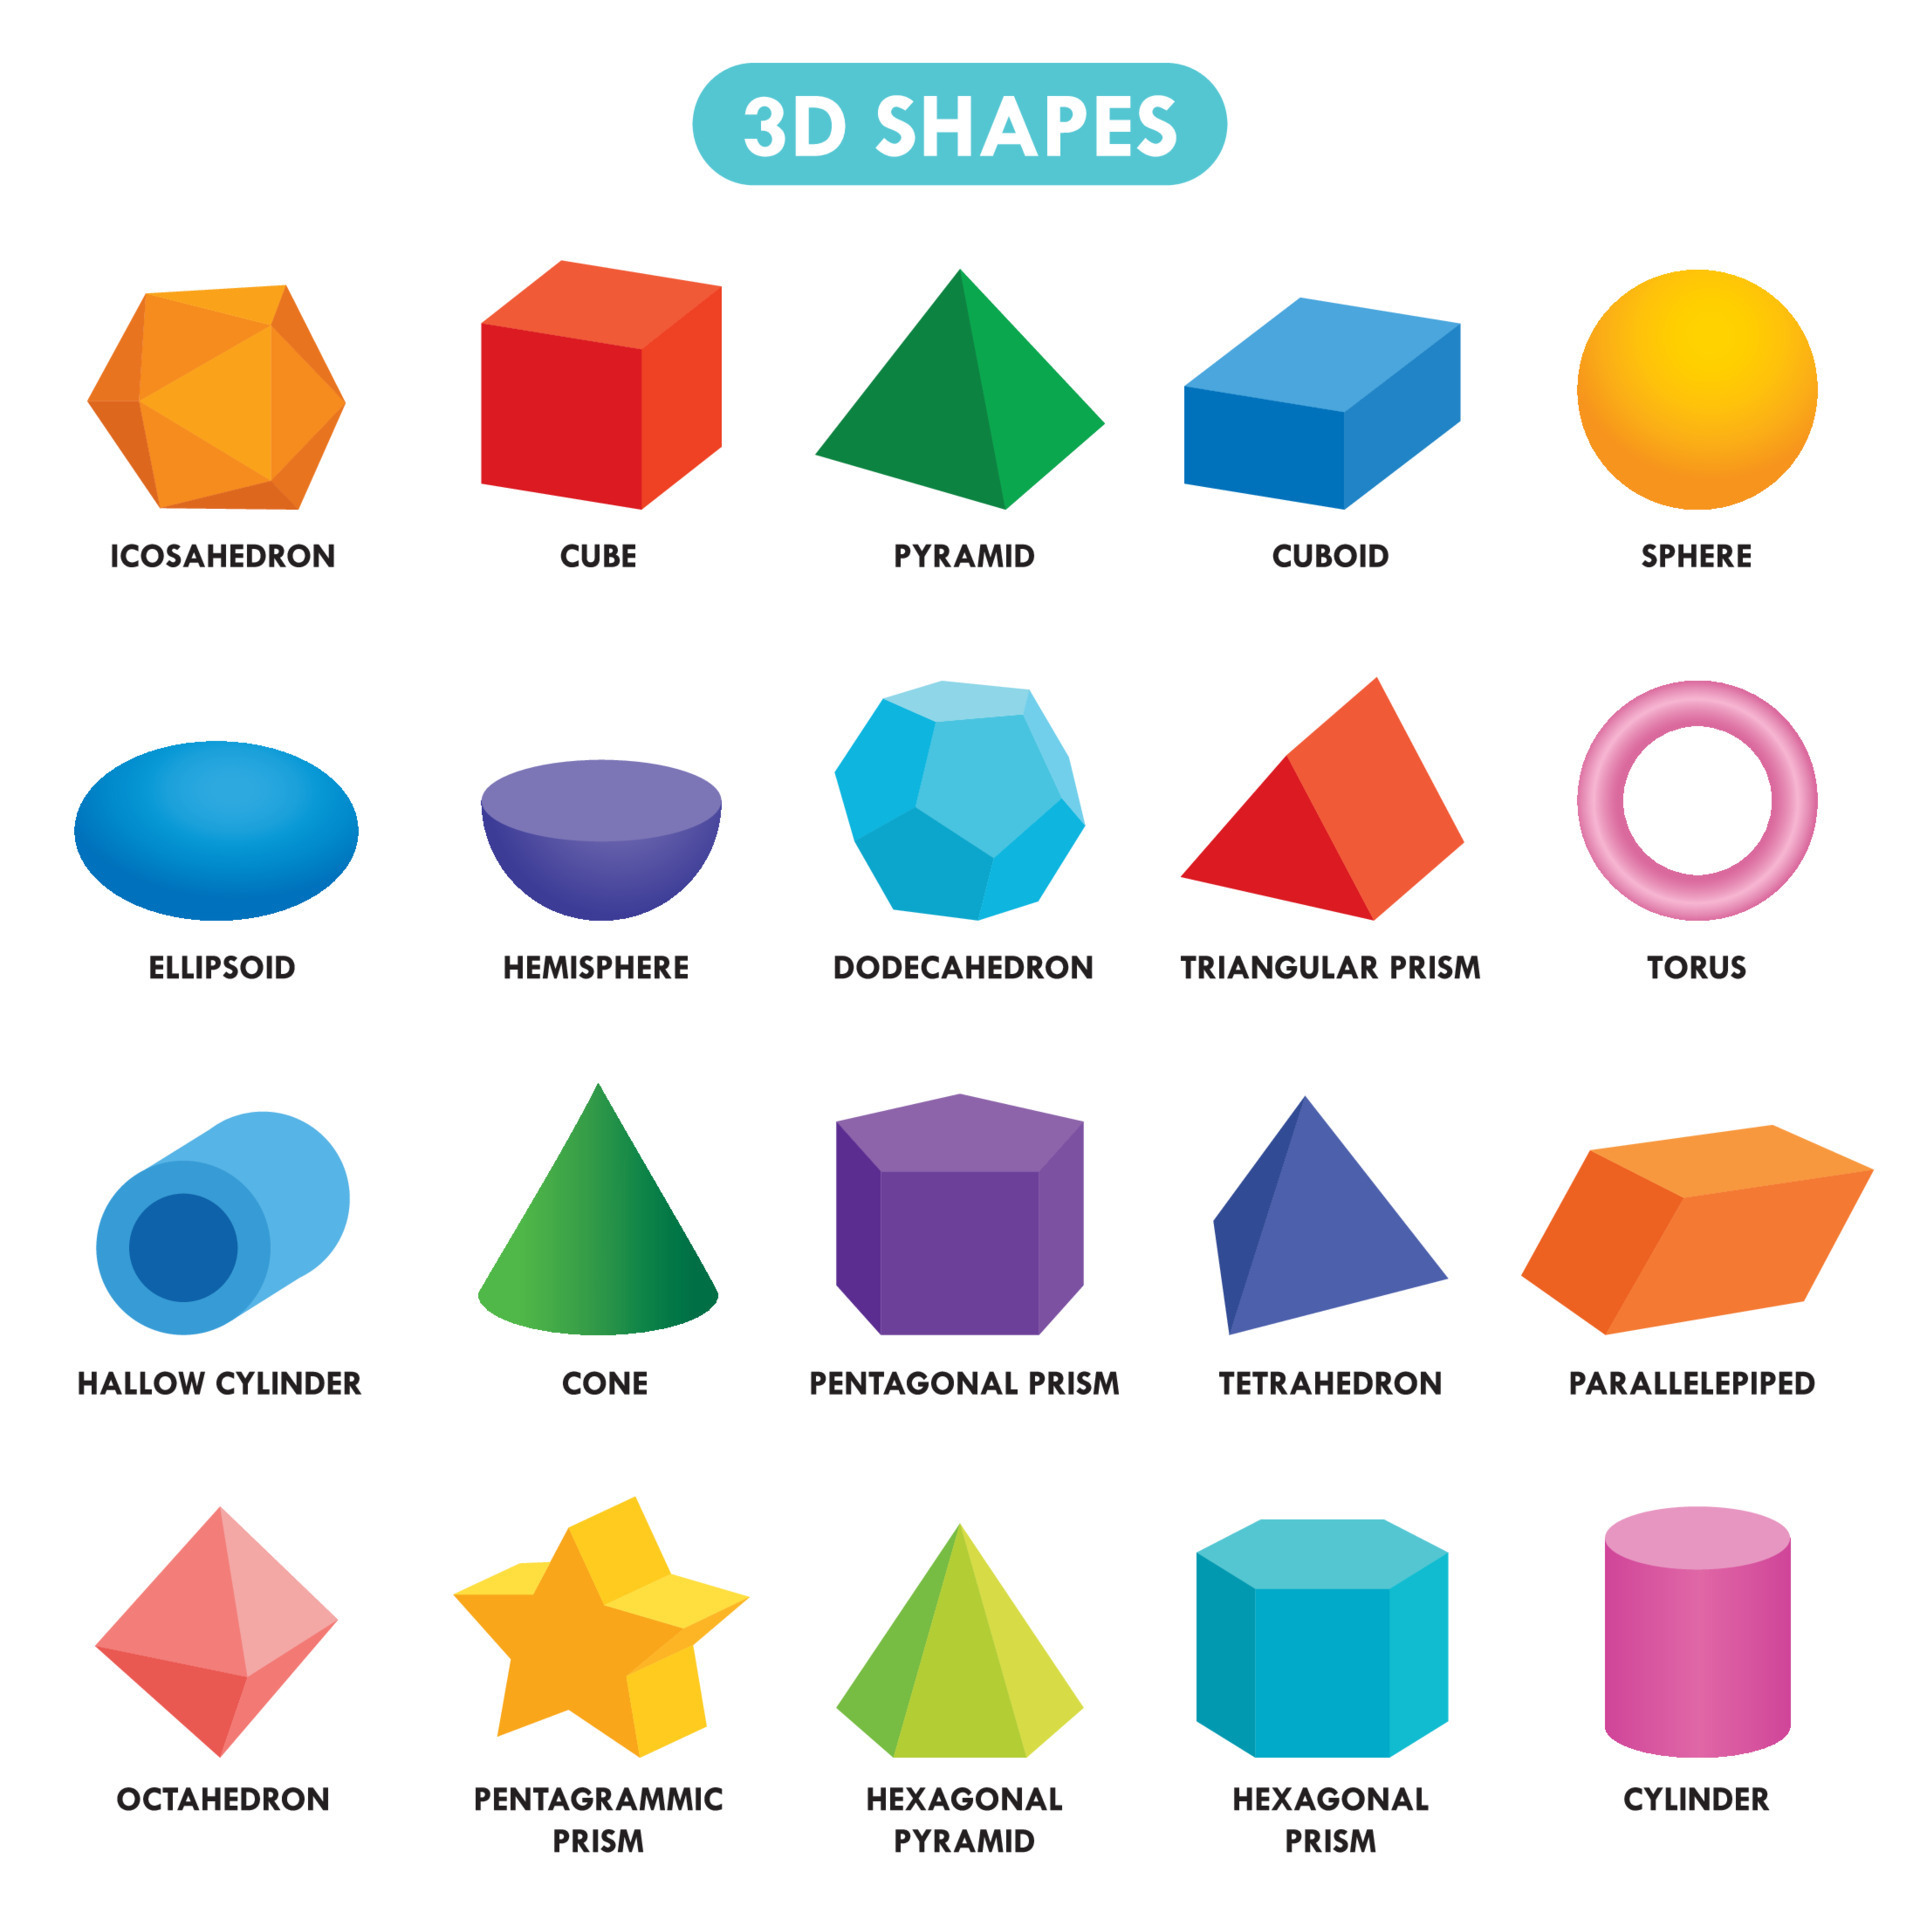 3D SHAPES
ICOSAHEDRON
CUBE
PYRAMID
CUBOID
SPHERE
ELLIPSOID
HEMISPHERE
DODECAHEDRON
TRIANGULAR PRISM
TORUS
HALLOW CYLINDER
CONE
PENTAGONAL PRISM
TETRAHEDRON
PARALLELEPIPED
OCTAHEDRON
PENTAGRAMMIC
PRISM
HEXAGONAL
PYRAMID
HEXAGONAL
PRISM
CYLINDER